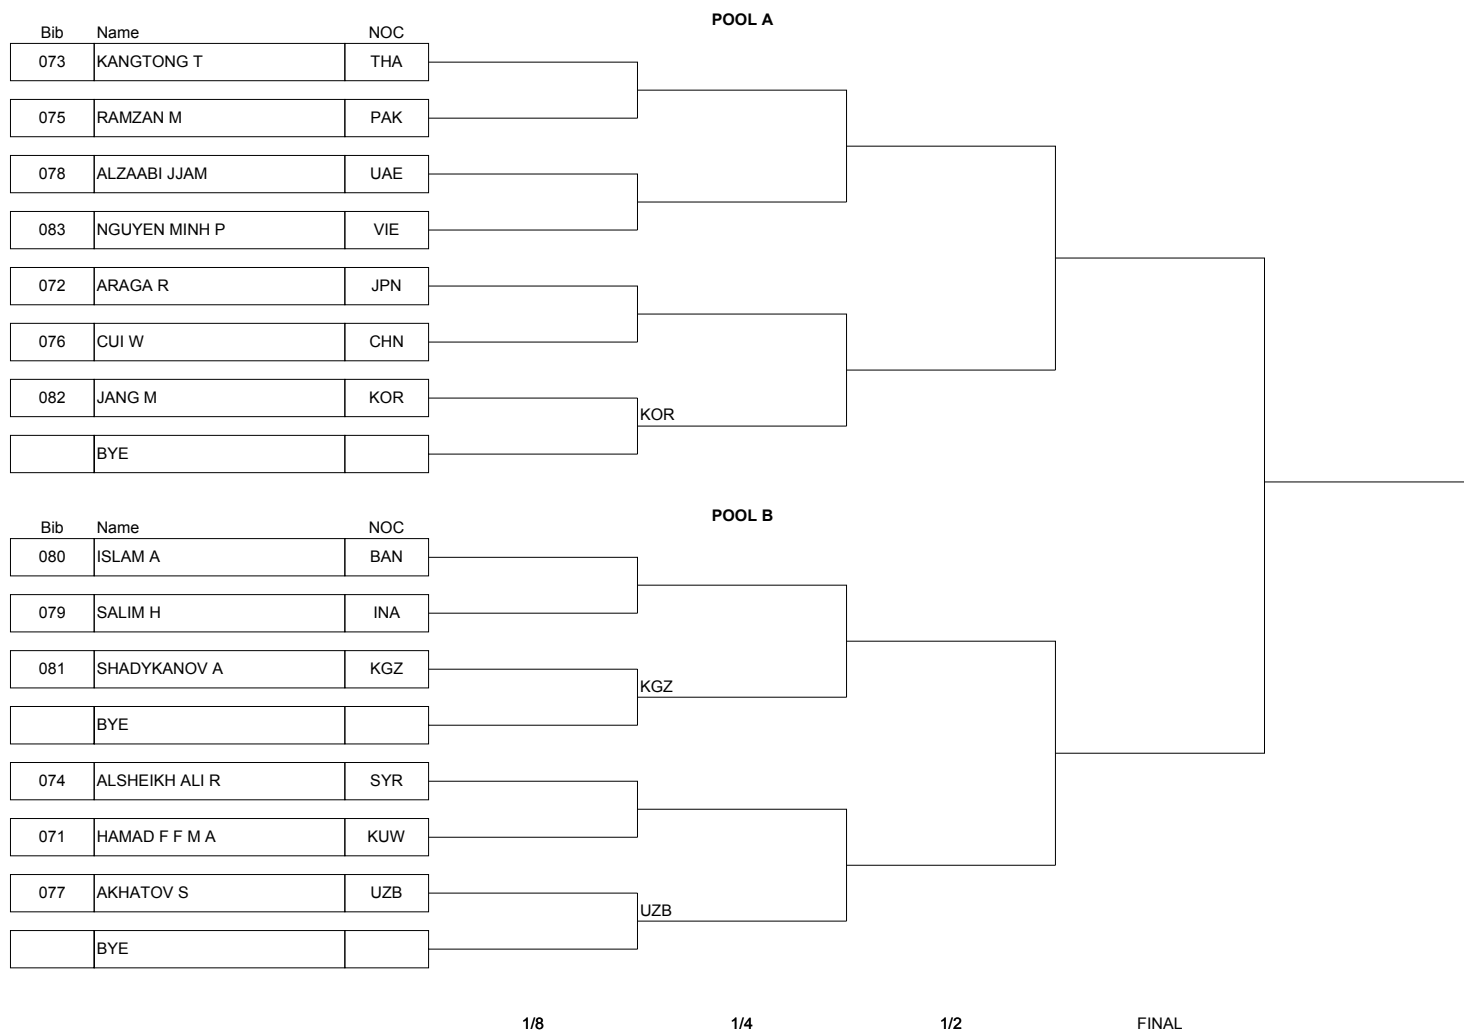 POOL A
Bib Name NOC
073 KANGTONG T THA
075 RAMZAN M PAK
078 ALZAABI JJAM UAE
083 NGUYEN MINH P VIE
072 ARAGA R JPN
076 CUI W CHN
082 JANG M KOR
KOR
BYE
POOL B
Bib Name NOC
080 ISLAM A BAN
079 SALIM H INA
081 SHADYKANOV A KGZ
KGZ
BYE
074 ALSHEIKH ALI R SYR
071 HAMAD F F M A KUW
077 AKHATOV S UZB
UZB
BYE
1/8 1/4 1/2 FINAL